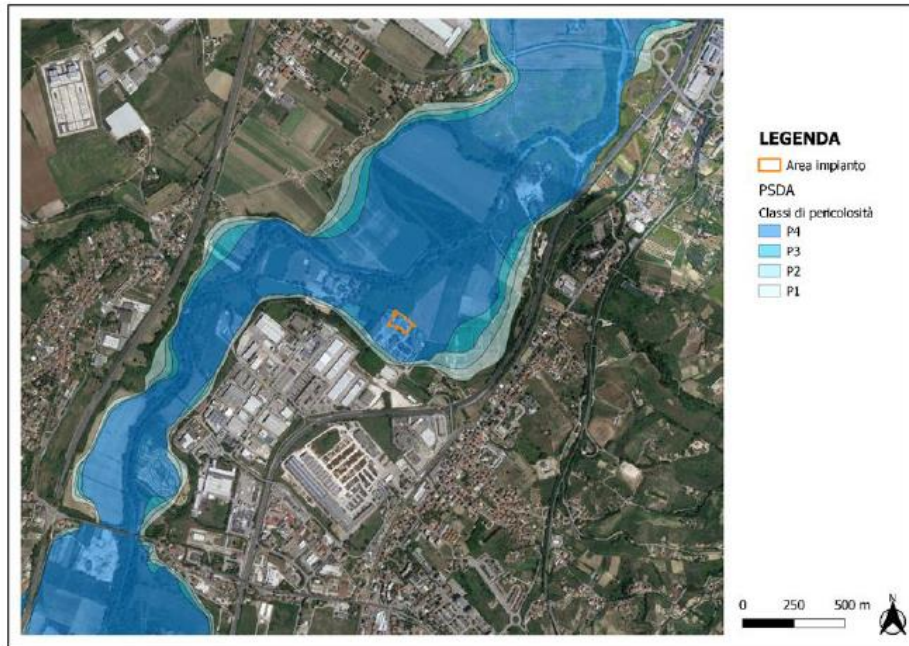 LEGENDA
Area impianto
PSDA
Classi di pericolosità
P4
P3
P2
P1
0 250 500 m
N